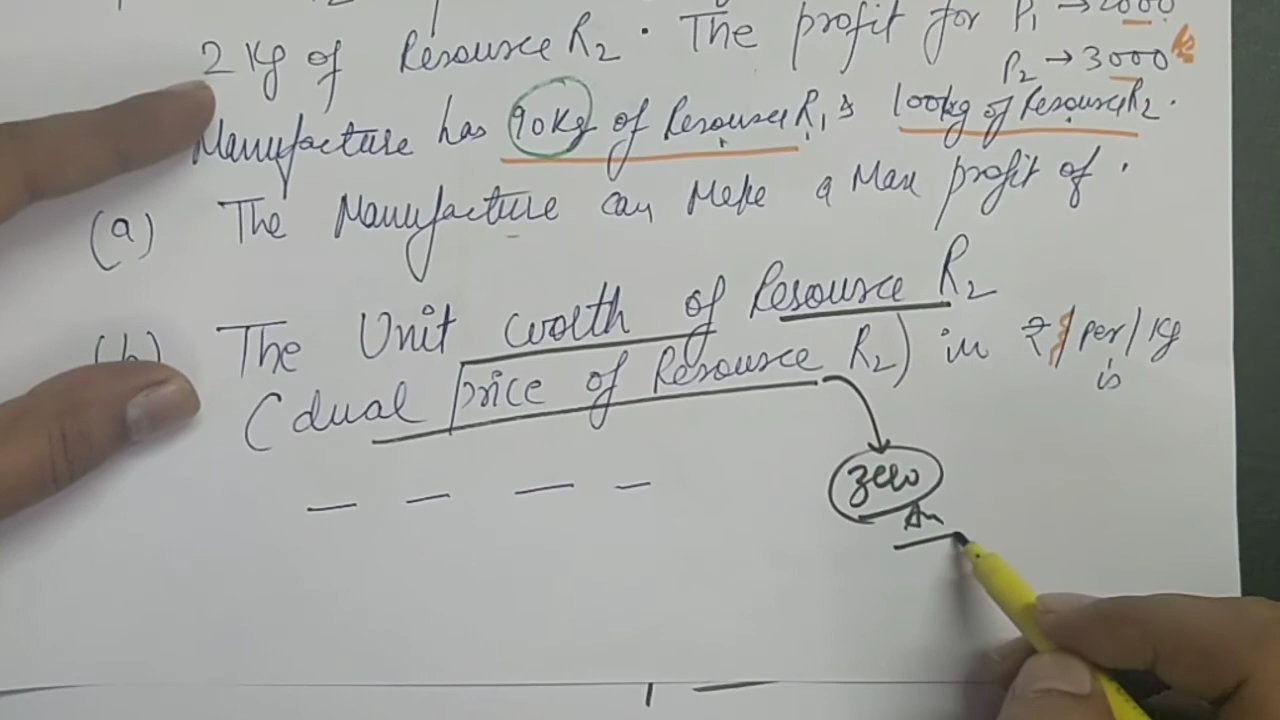 2 Kg of Resource R2. The profit for P1 → 2000
P2 → 3000
Manufacture has 90Kg of Resource R1 & 100kg of Resource R2.
(a) The Manufacture can Make a Max profit of.
(b) The Unit worth of Resource R2
(dual price of Resource R2) in ₹/per/Kg
is
zero
An